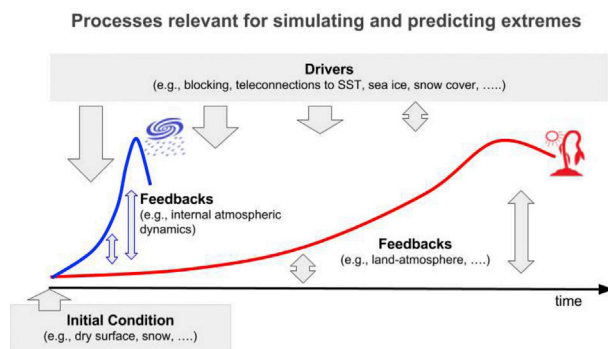 Processes relevant for simulating and predicting extremes
Drivers
(e.g., blocking, teleconnections to SST, sea ice, snow cover, …..)
Feedbacks
(e.g., internal atmospheric
dynamics)
Feedbacks
(e.g., land-atmosphere, ….)
time
Initial Condition
(e.g., dry surface, snow, ….)